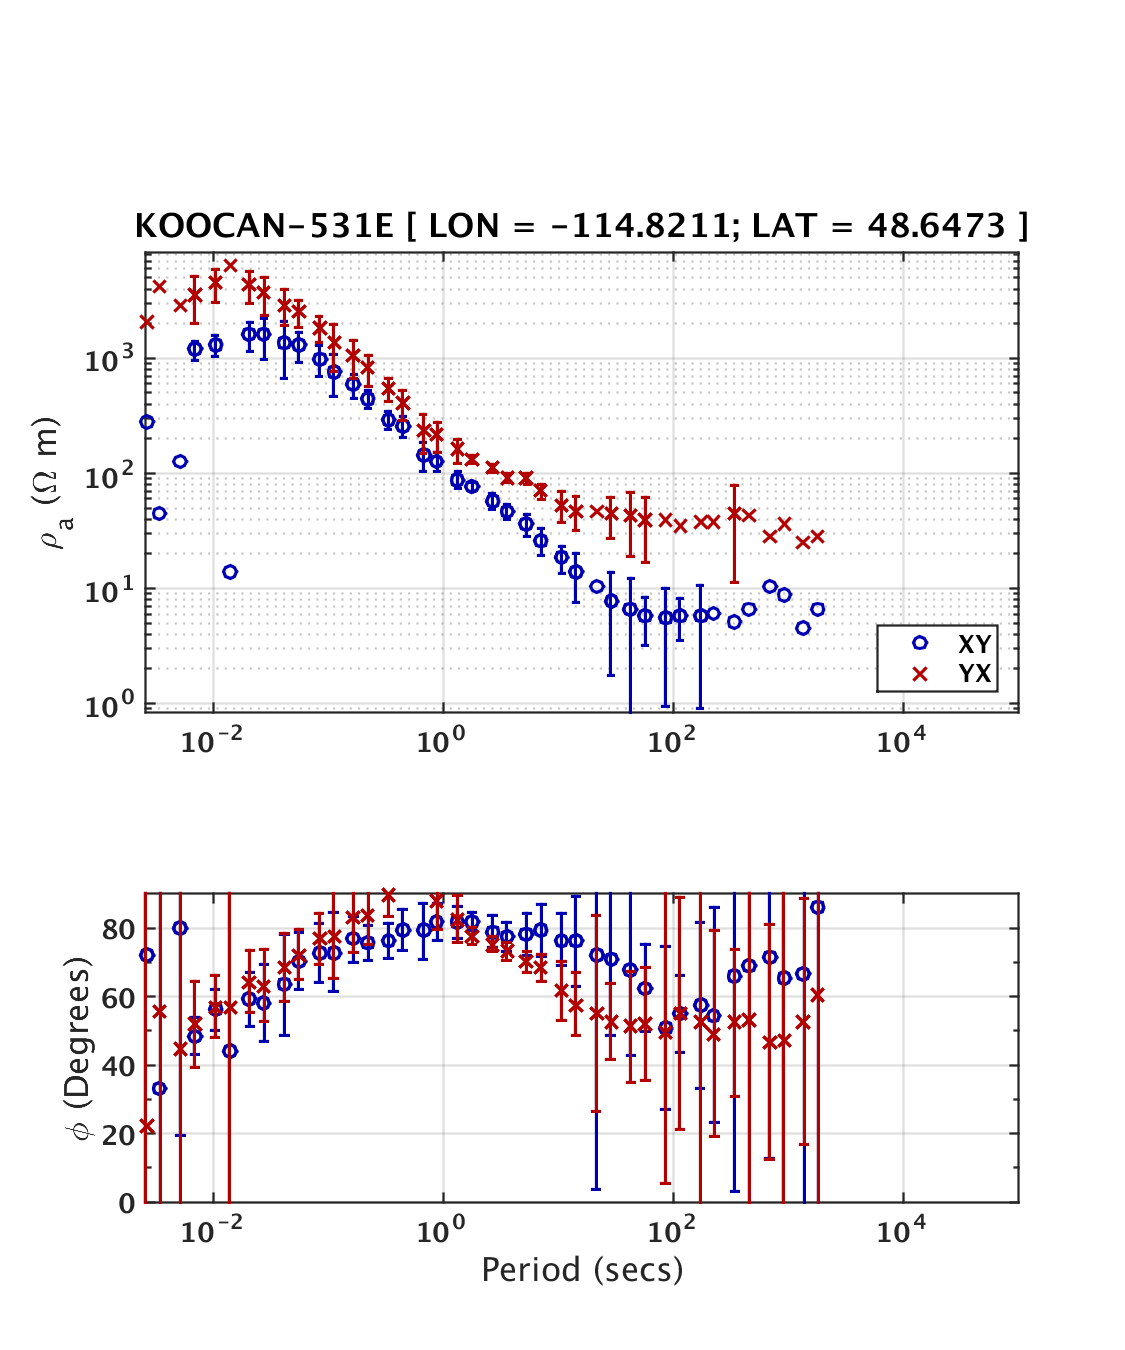 KOOCAN-531E [ LON = -114.8211; LAT = 48.6473 ]
ρa (Ω m)
10³
10²
10¹
10⁰
XY
YX
10⁻² 10⁰ 10² 10⁴
φ (Degrees)
80
60
40
20
0
10⁻² 10⁰ 10² 10⁴
Period (secs)